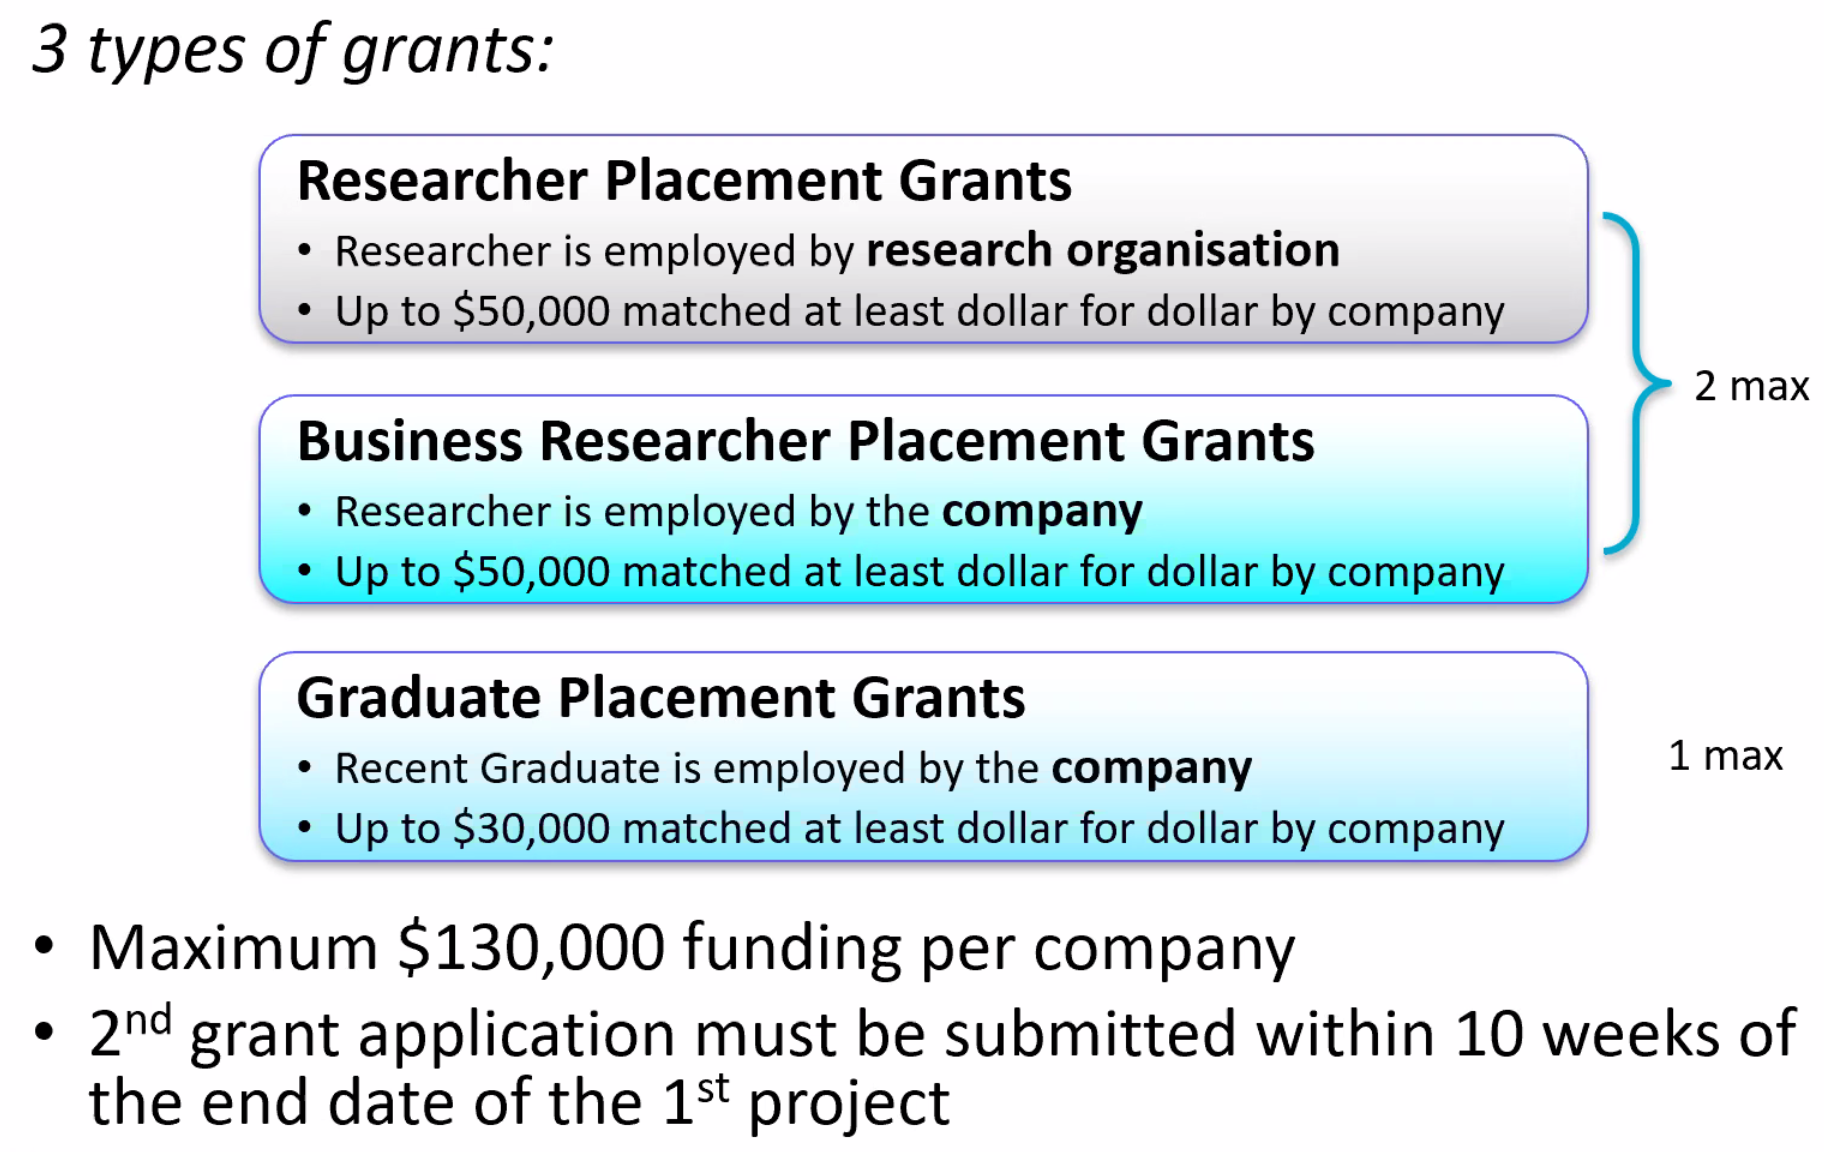 3 types of grants:
Researcher Placement Grants
• Researcher is employed by research organisation
• Up to $50,000 matched at least dollar for dollar by company
2 max
Business Researcher Placement Grants
• Researcher is employed by the company
• Up to $50,000 matched at least dollar for dollar by company
Graduate Placement Grants
• Recent Graduate is employed by the company
• Up to $30,000 matched at least dollar for dollar by company
1 max
• Maximum $130,000 funding per company
• 2nd grant application must be submitted within 10 weeks of
the end date of the 1st project